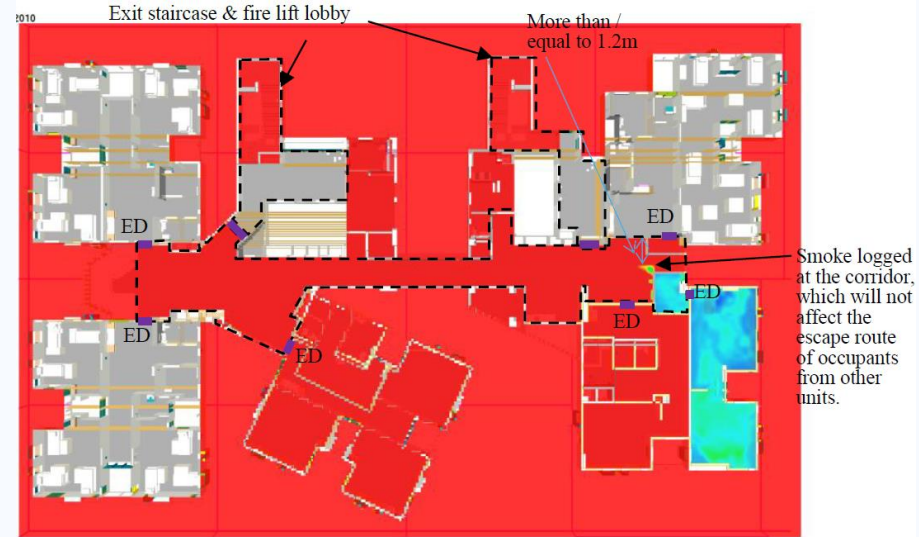 2010
Exit staircase & fire lift lobby
More than /
equal to 1.2m
ED
ED
Smoke logged
at the corridor,
which will not
affect the
escape route
of occupants
from other
units.
ED
ED
ED
ED